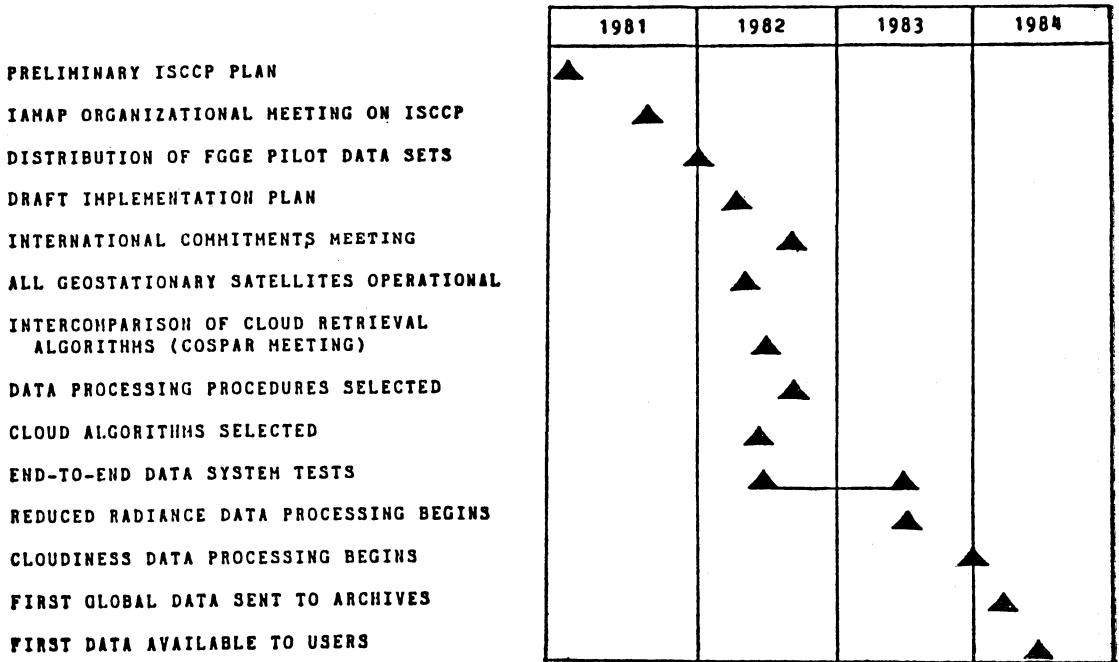 1981 1982 1983 1984
PRELIMINARY ISCCP PLAN
IAMAP ORGANIZATIONAL MEETING ON ISCCP
DISTRIBUTION OF FGGE PILOT DATA SETS
DRAFT IMPLEMENTATION PLAN
INTERNATIONAL COMMITMENTS MEETING
ALL GEOSTATIONARY SATELLITES OPERATIONAL
INTERCOMPARISON OF CLOUD RETRIEVAL
ALGORITHMS (COSPAR MEETING)
DATA PROCESSING PROCEDURES SELECTED
CLOUD ALGORITHMS SELECTED
END-TO-END DATA SYSTEM TESTS
REDUCED RADIANCE DATA PROCESSING BEGINS
CLOUDINESS DATA PROCESSING BEGINS
FIRST GLOBAL DATA SENT TO ARCHIVES
FIRST DATA AVAILABLE TO USERS